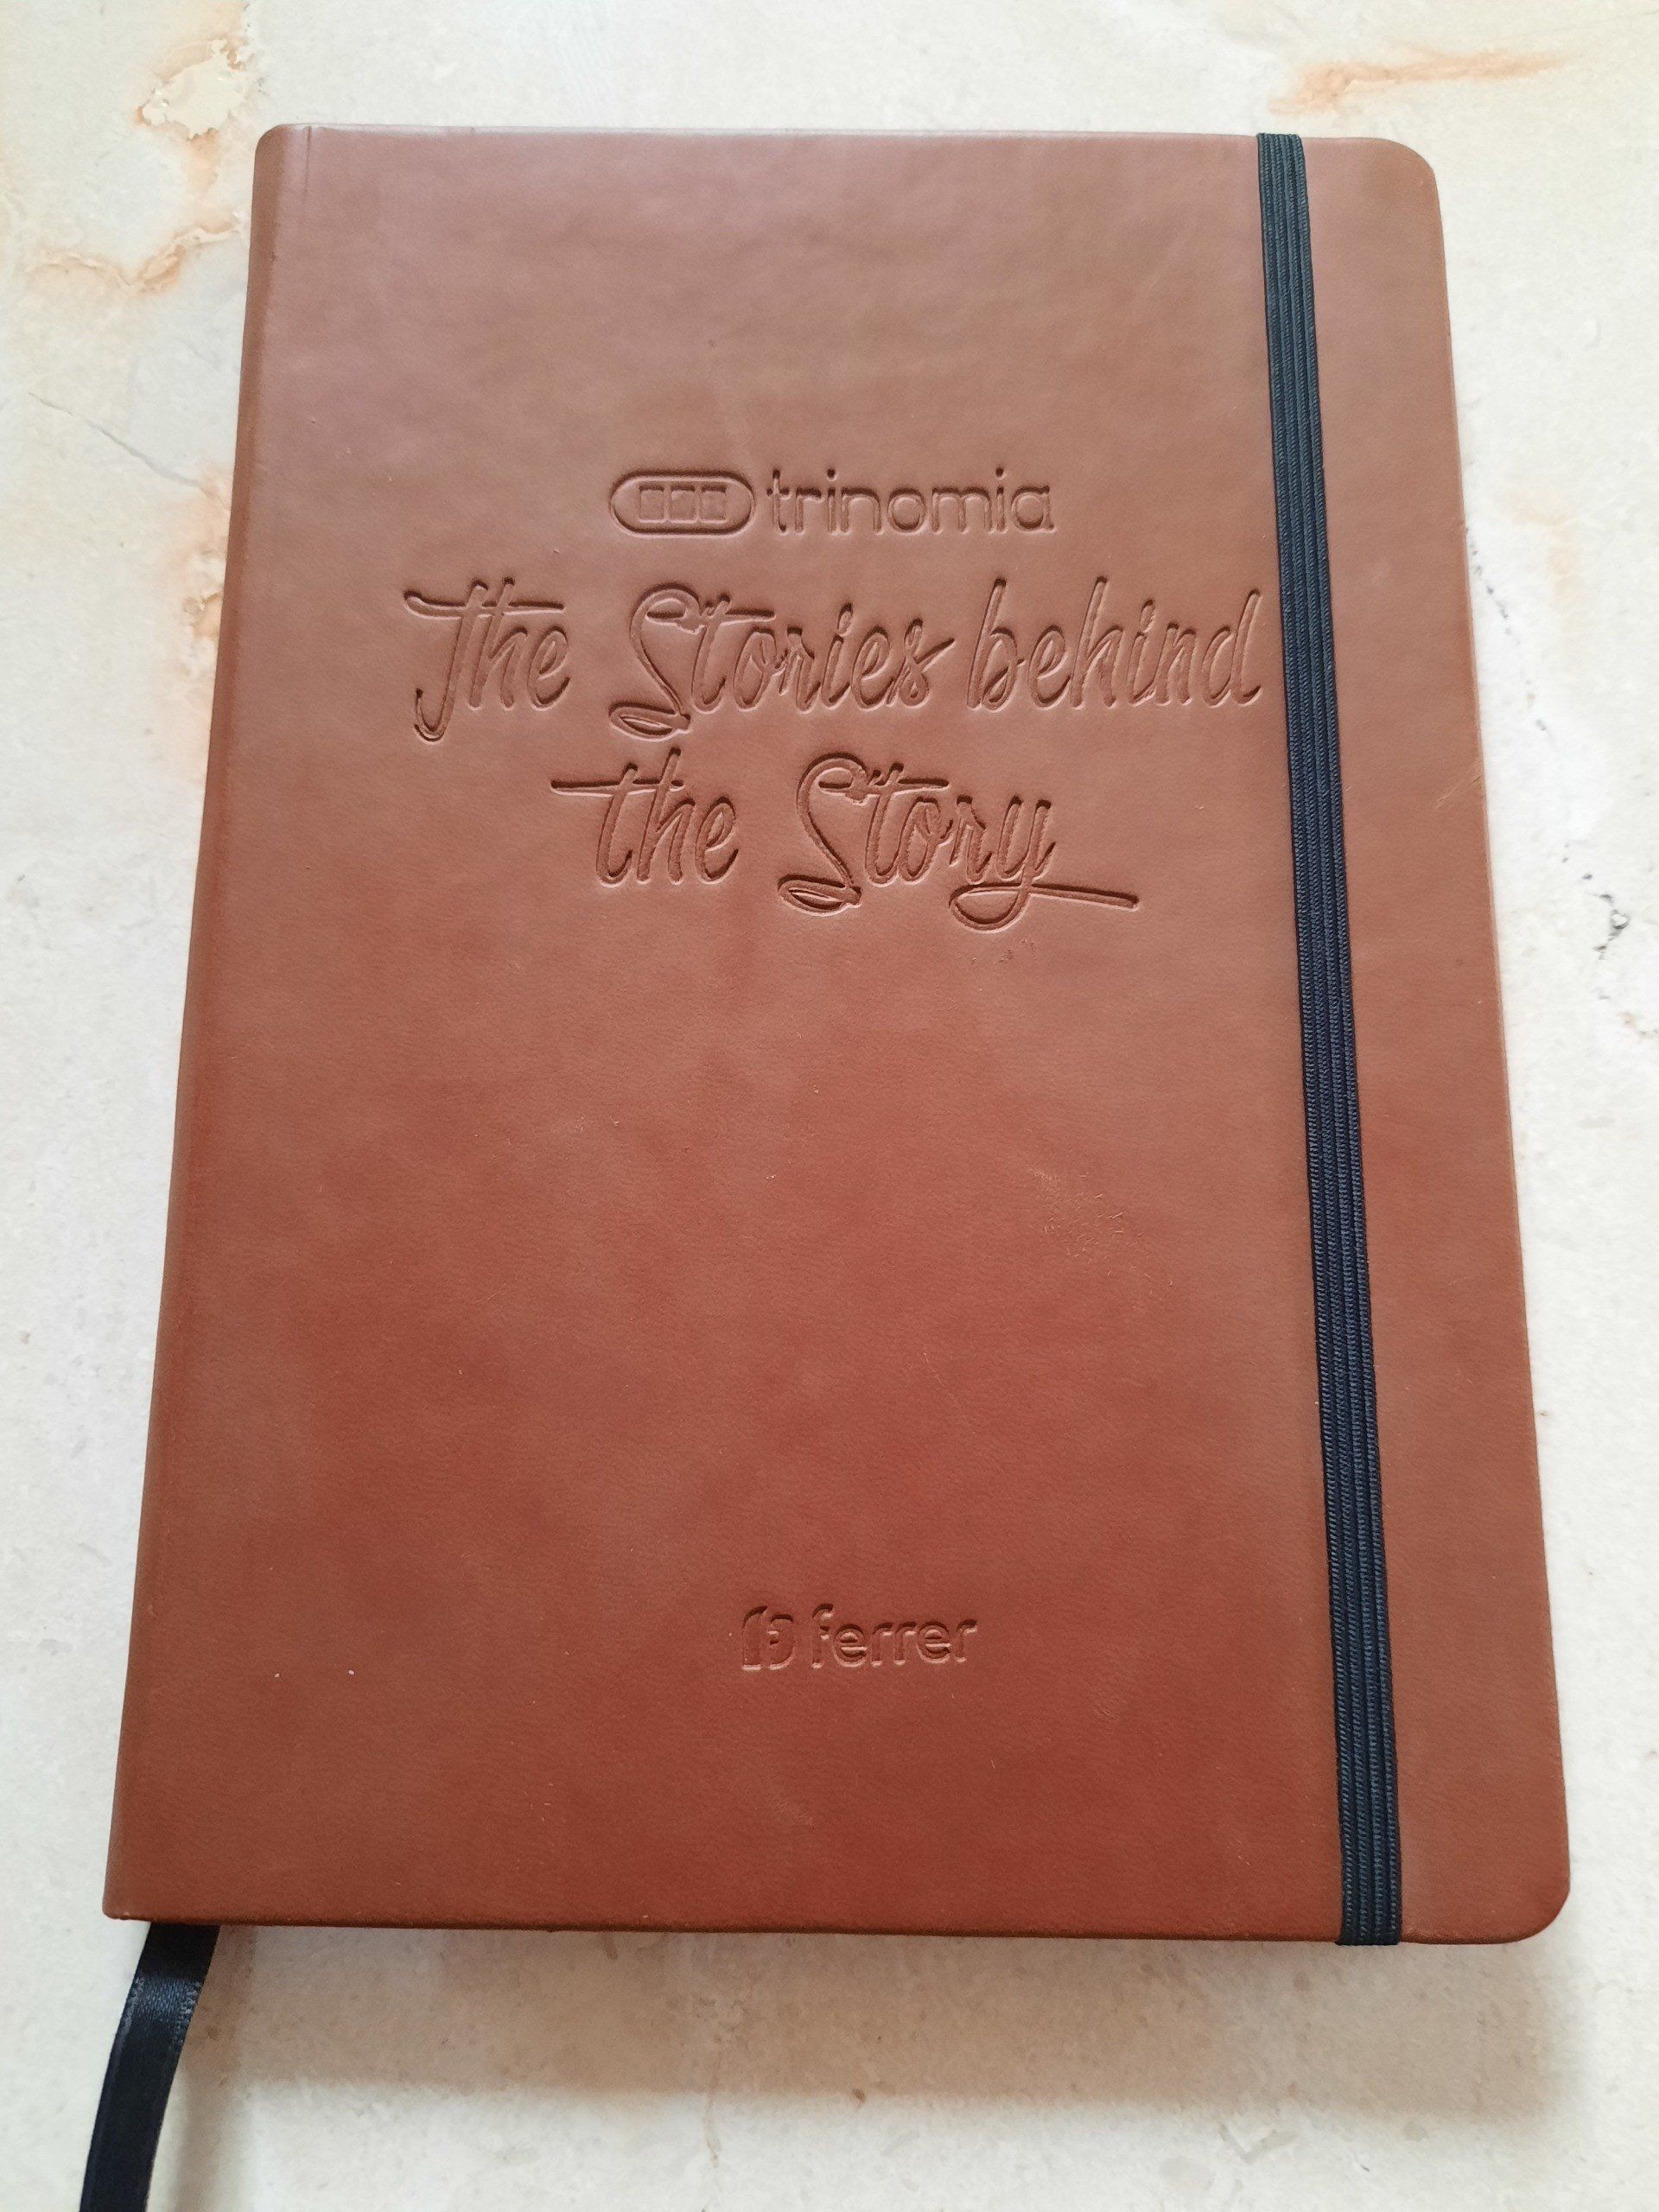 trinomia
The Stories behind
the Story
ferrer